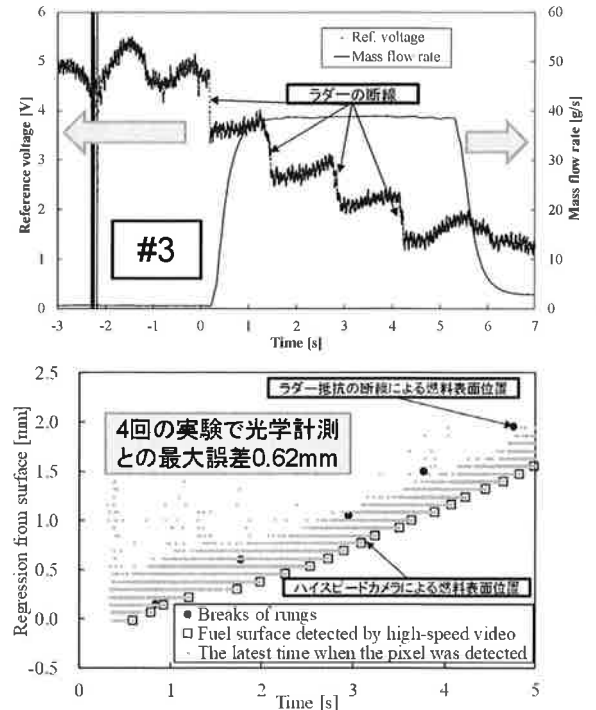 Ref. voltage
Mass flow rate
Reference voltage [V]
6
5
4
3
2
1
0
60
50
40
30
20
10
0
Mass flow rate [g/s]
ラダーの断線
#3
-3
-2
-1
0
1
2
3
4
5
6
7
Time [s]
Regression from surface [mm]
2.5
2.0
1.5
1.0
0.5
0.0
-0.5
ラダー抵抗の断線による燃料表面位置
4回の実験で光学計測
との最大誤差0.62mm
ハイスピードカメラによる燃料表面位置
Breaks of rungs
Fuel surface detected by high-speed video
The latest time when the pixel was detected
0
1
2
3
4
5
Time [s]